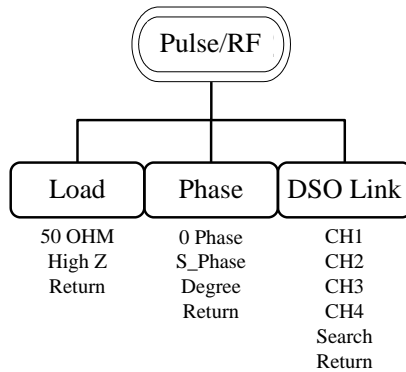 Pulse/RF
Load
50 OHM
High Z
Return
Phase
0 Phase
S_Phase
Degree
Return
DSO Link
CH1
CH2
CH3
CH4
Search
Return